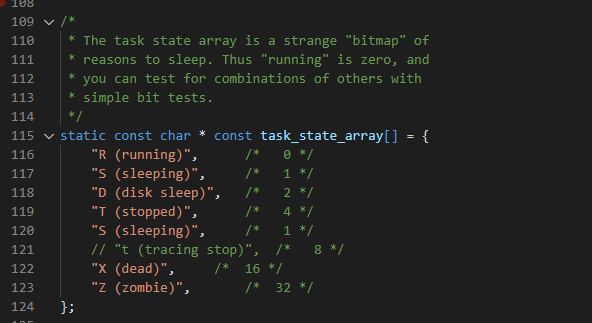 108
109 /*
110 * The task state array is a strange "bitmap" of
111 * reasons to sleep. Thus "running" is zero, and
112 * you can test for combinations of others with
113 * simple bit tests.
114 */
115 static const char * const task_state_array[] = {
116 "R (running)", /* 0 */
117 "S (sleeping)", /* 1 */
118 "D (disk sleep)", /* 2 */
119 "T (stopped)", /* 4 */
120 "S (sleeping)", /* 1 */
121 // "t (tracing stop)", /* 8 */
122 "X (dead)", /* 16 */
123 "Z (zombie)", /* 32 */
124 };